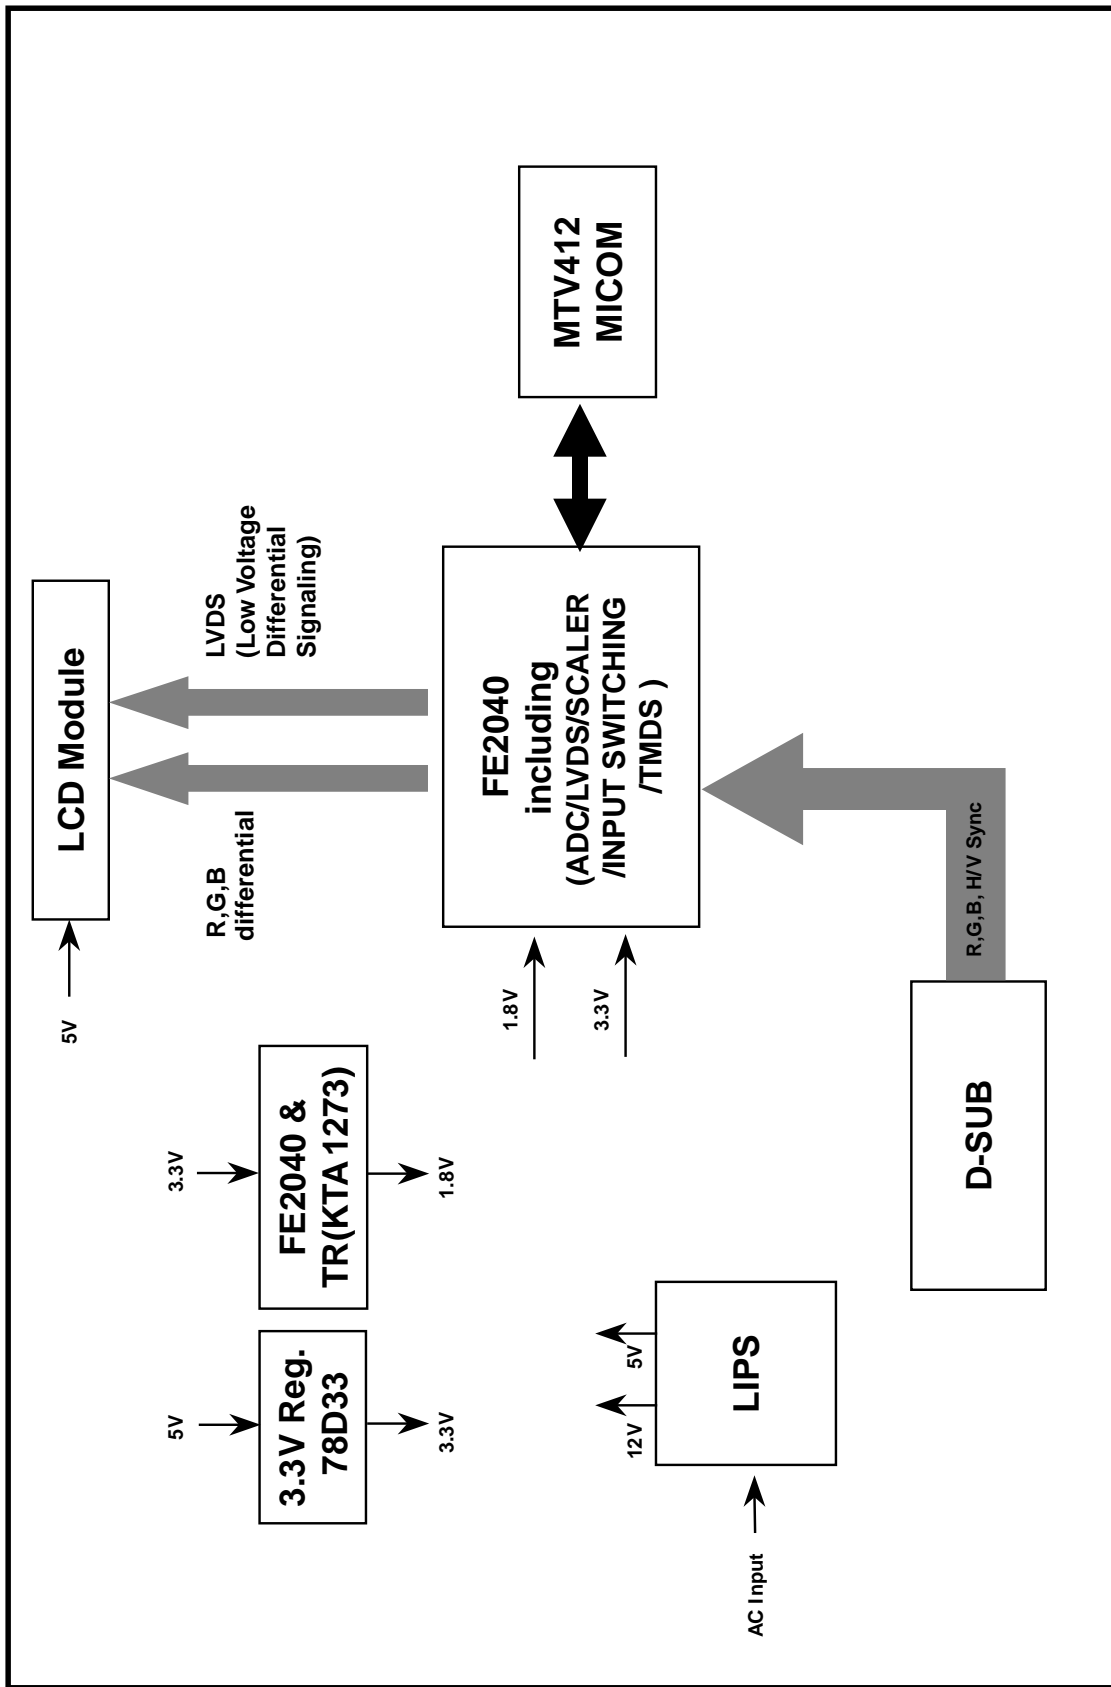 LCD Module
5V
R,G,B
differential
LVDS
(Low Voltage
Differential
Signaling)
3.3V Reg.
78D33
5V
3.3V
FE2040 &
TR(KTA1273)
3.3V
1.8V
FE2040
including
(ADC/LVDS/SCALER
/INPUT SWITCHING
/TMDS )
1.8V
3.3V
MTV412
MICOM
LIPS
12V
5V
AC Input
D-SUB
R,G,B, H/V Sync